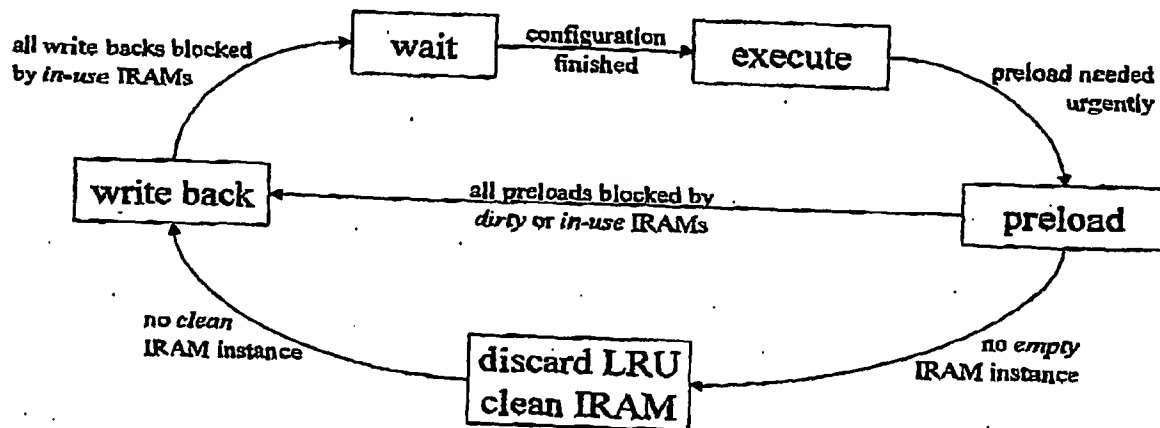 all write backs blocked
by in-use IRAMs
wait
configuration
finished
execute
preload needed
urgently
write back
all preloads blocked by
dirty or in-use IRAMs
preload
no clean
IRAM instance
discard LRU
clean IRAM
no empty
IRAM instance